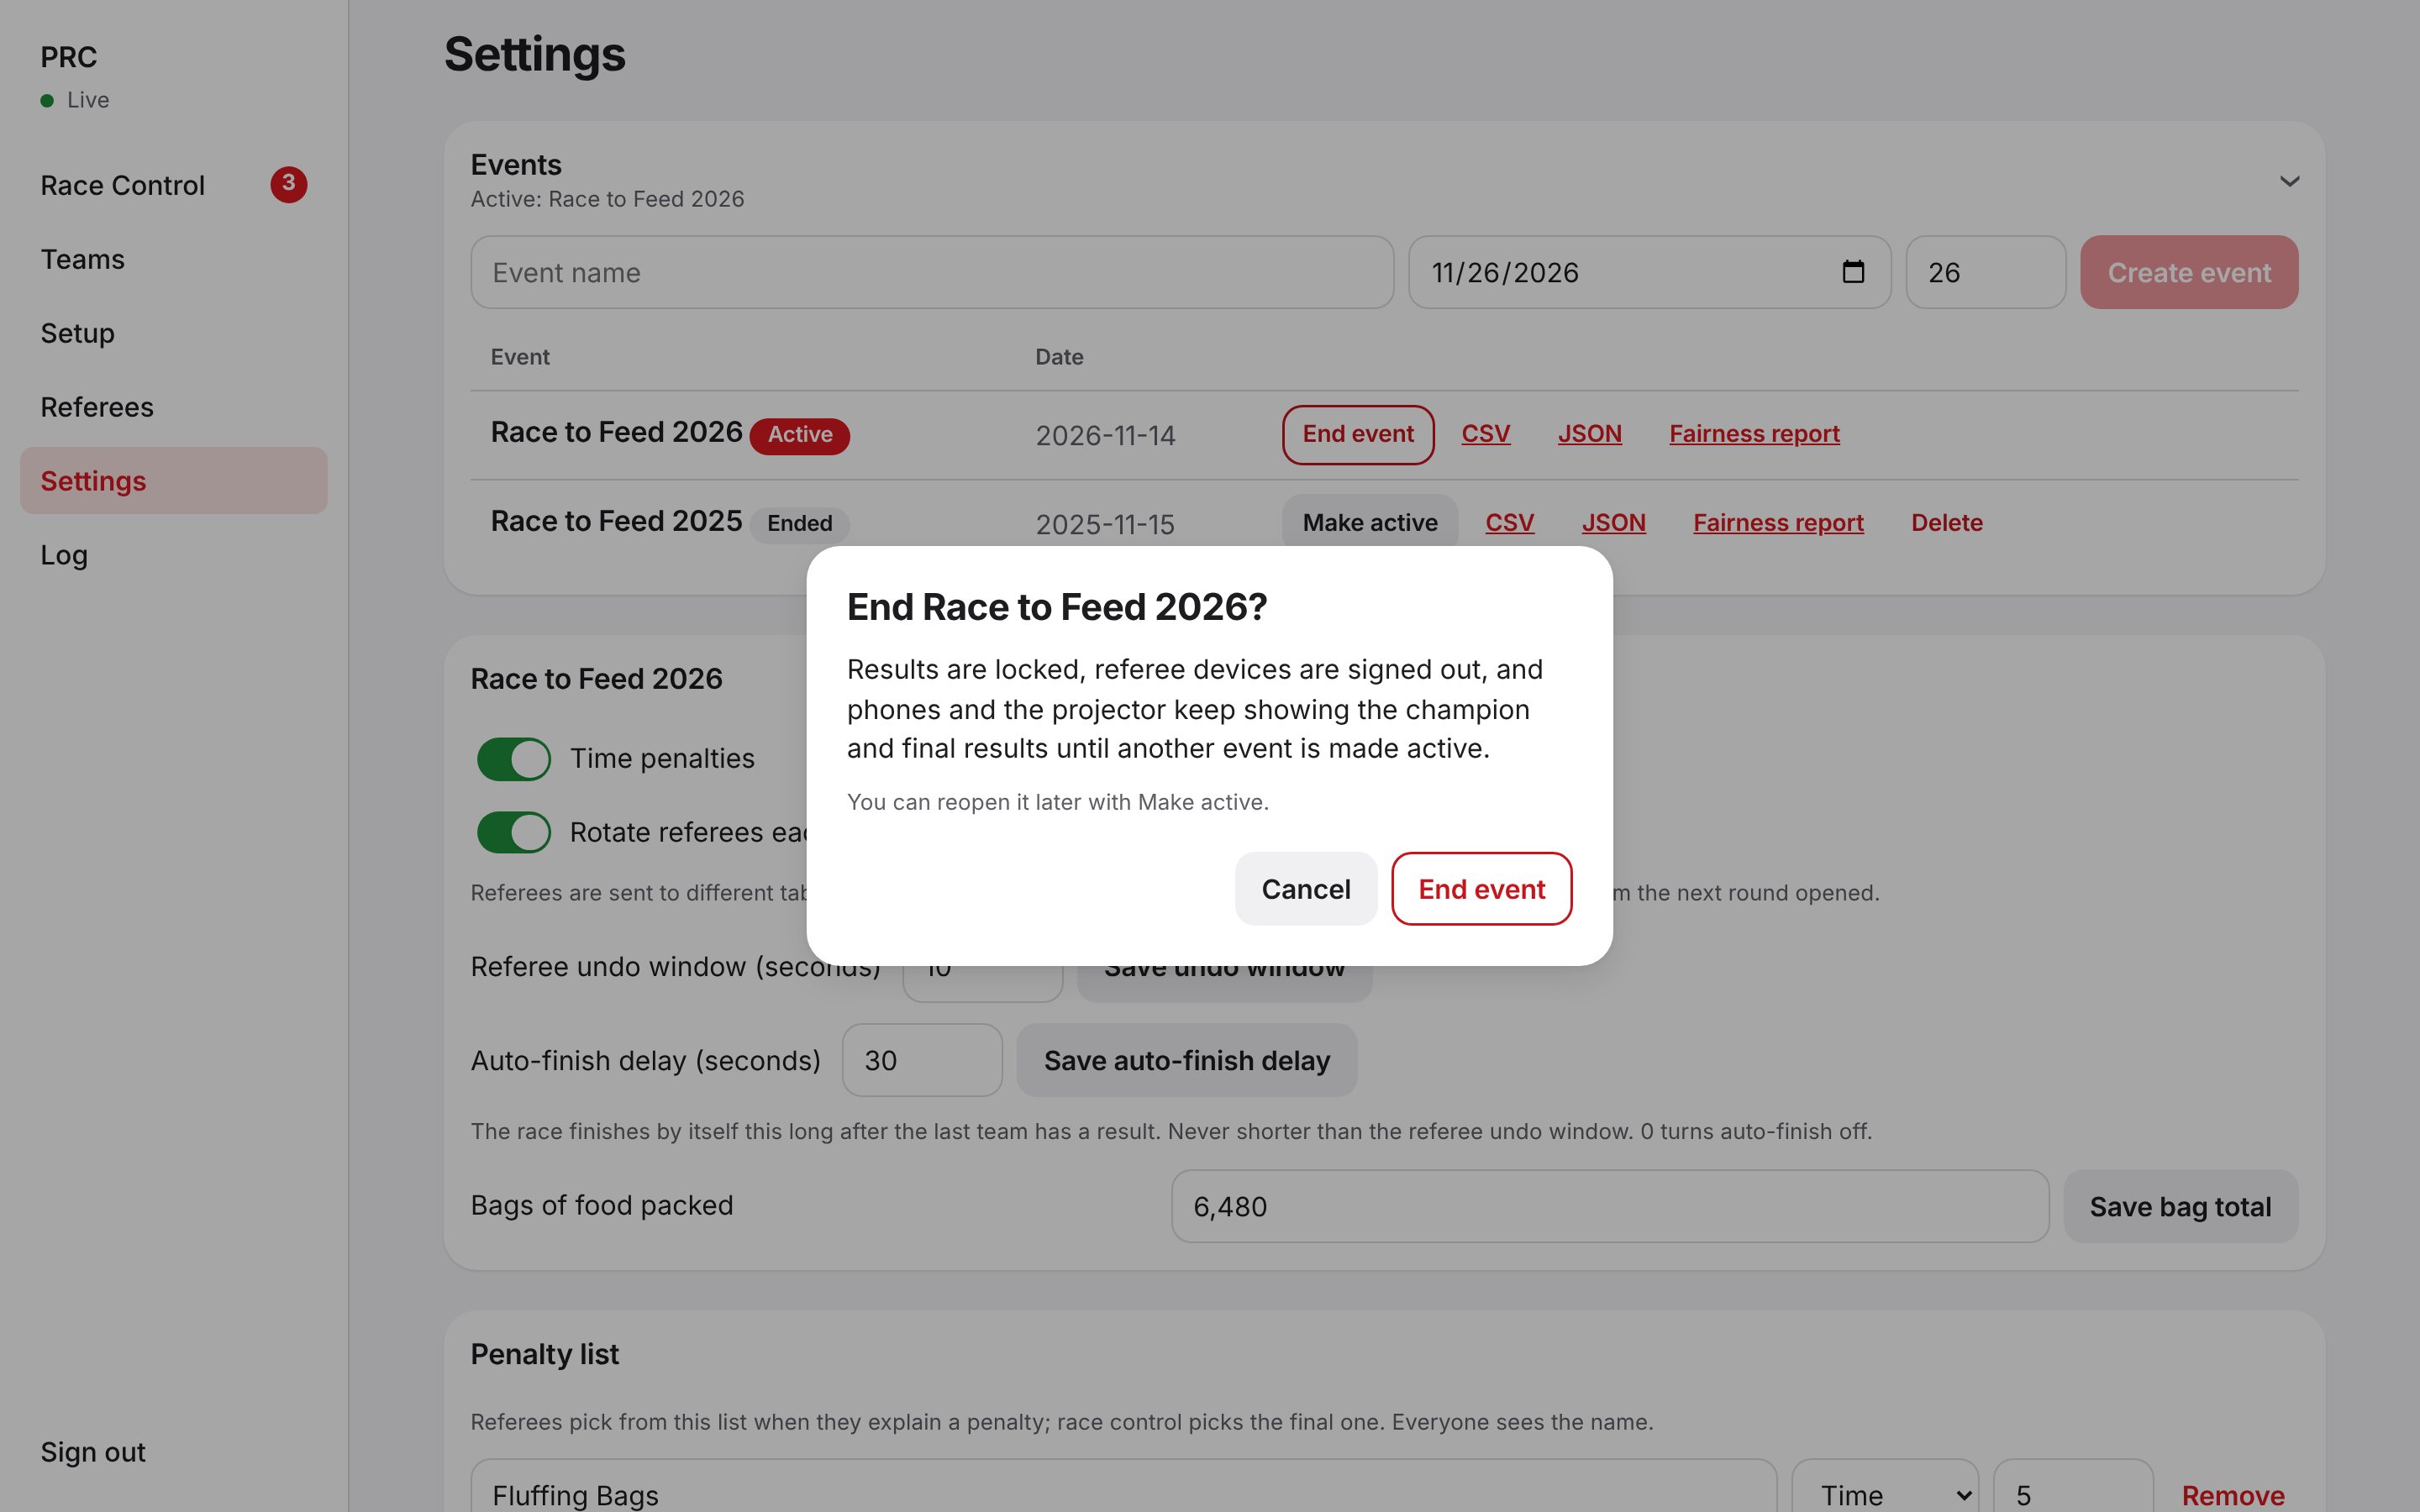 PRC
Live
Race Control 3
Teams
Setup
Referees
Settings
Log
Sign out
Settings
Events
Active: Race to Feed 2026
Event name 11/26/2026 26 Create event
Event Date
Race to Feed 2026 Active 2026-11-14 End event CSV JSON Fairness report
Race to Feed 2025 Ended 2025-11-15 Make active CSV JSON Fairness report Delete
End Race to Feed 2026?
Results are locked, referee devices are signed out, and
phones and the projector keep showing the champion
and final results until another event is made active.
You can reopen it later with Make active.
Cancel End event
Race to Feed 2026
Time penalties
Rotate referees
Referees are sent to different the next round opened.
Referee undo window (seconds) 10 Save undo window
Auto-finish delay (seconds) 30 Save auto-finish delay
The race finishes by itself this long after the last team has a result. Never shorter than the referee undo window. 0 turns auto-finish off.
Bags of food packed 6,480 Save bag total
Penalty list
Referees pick from this list when they explain a penalty; race control picks the final one. Everyone sees the name.
Fluffing Bags Time 5 Remove